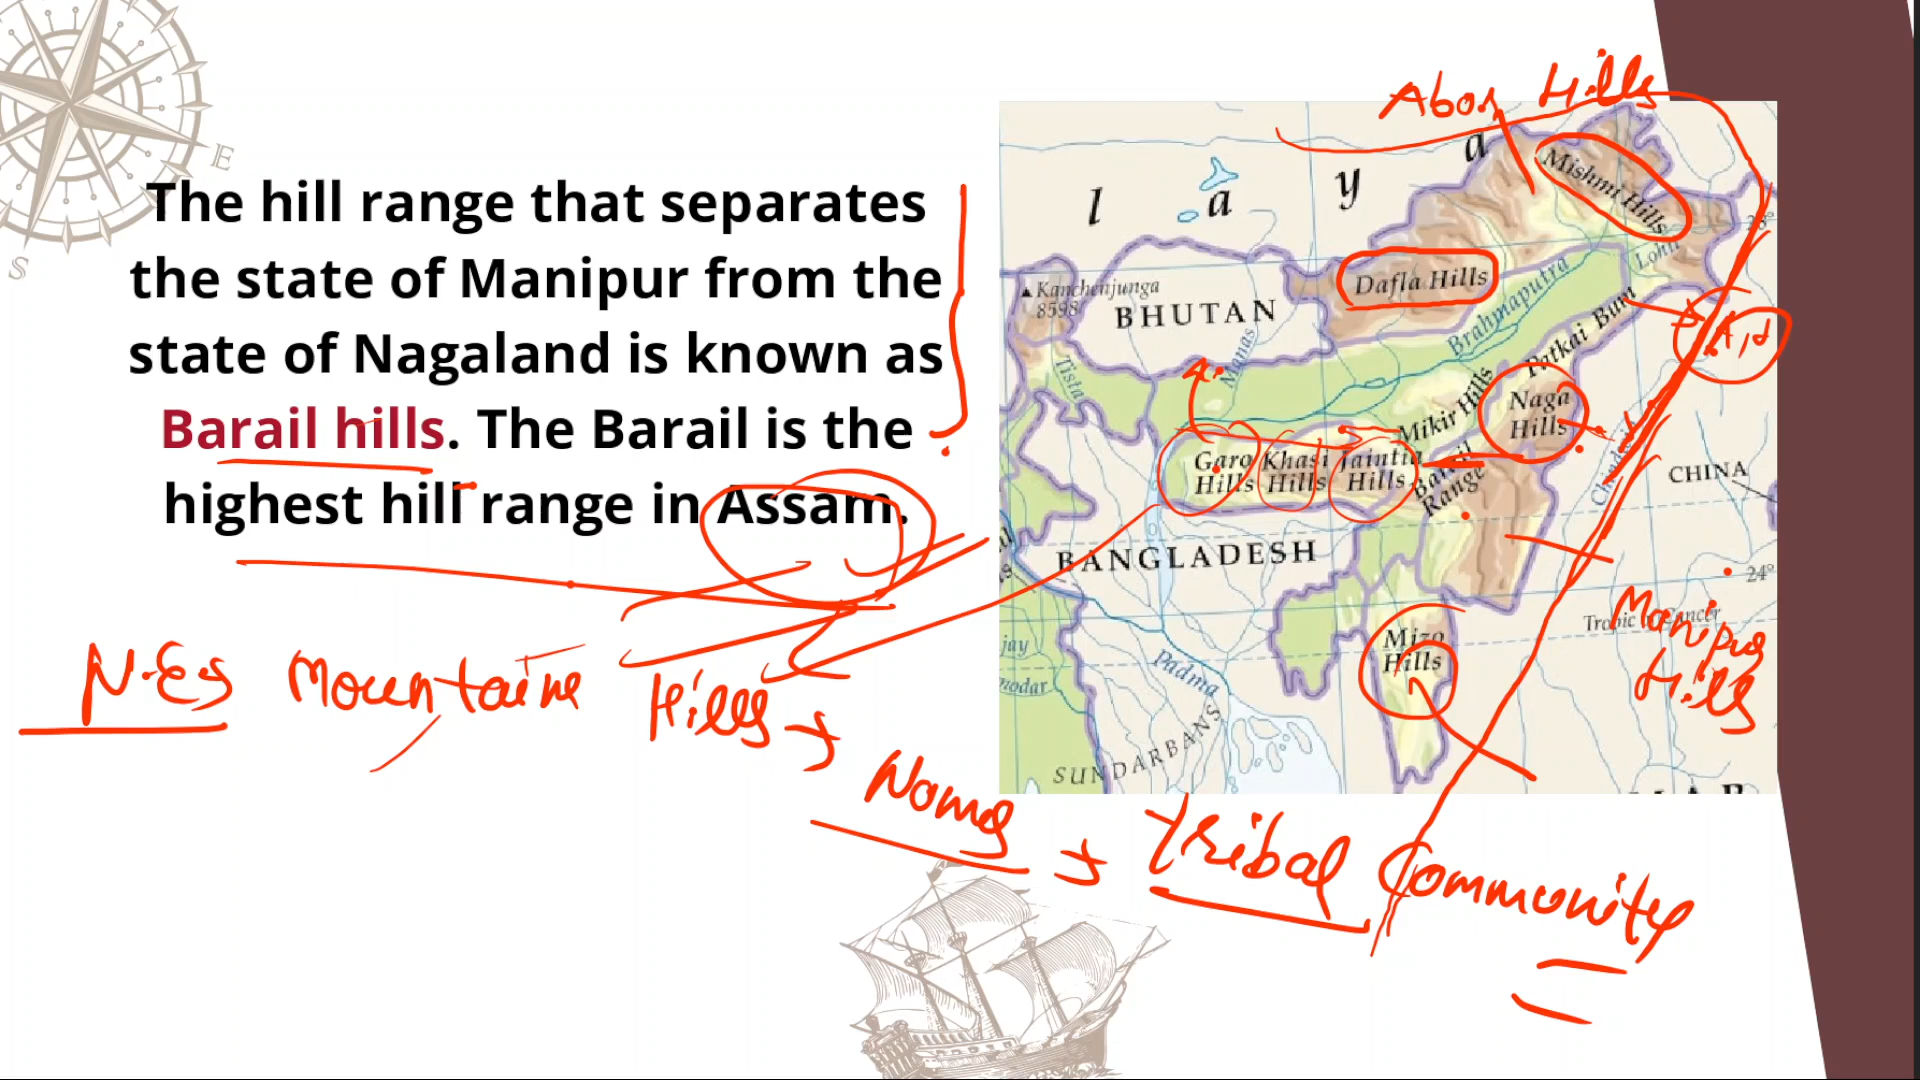 The hill range that separates
the state of Manipur from the
state of Nagaland is known as
Barail hills. The Barail is the
highest hill range in Assam.
N.Es Mountains Hills →
Names → Tribal Community
Abor Hills
E
S
l a y a
Mishmi Hills
28°
Lohit
Kanchenjunga
8598
BHUTAN
Dafla Hills
Brahmaputra
Manas
Tista
Patkai Bum
Naga
Hills
Mikir Hills
Garo
Hills
Khasi
Hills
Jaintia
Hills
Barail
Range
Chindwin
CHINA
BANGLADESH
24°
Tropic Cancer
Manipur
Hills
Mizo
Hills
Padma
SUNDARBANS